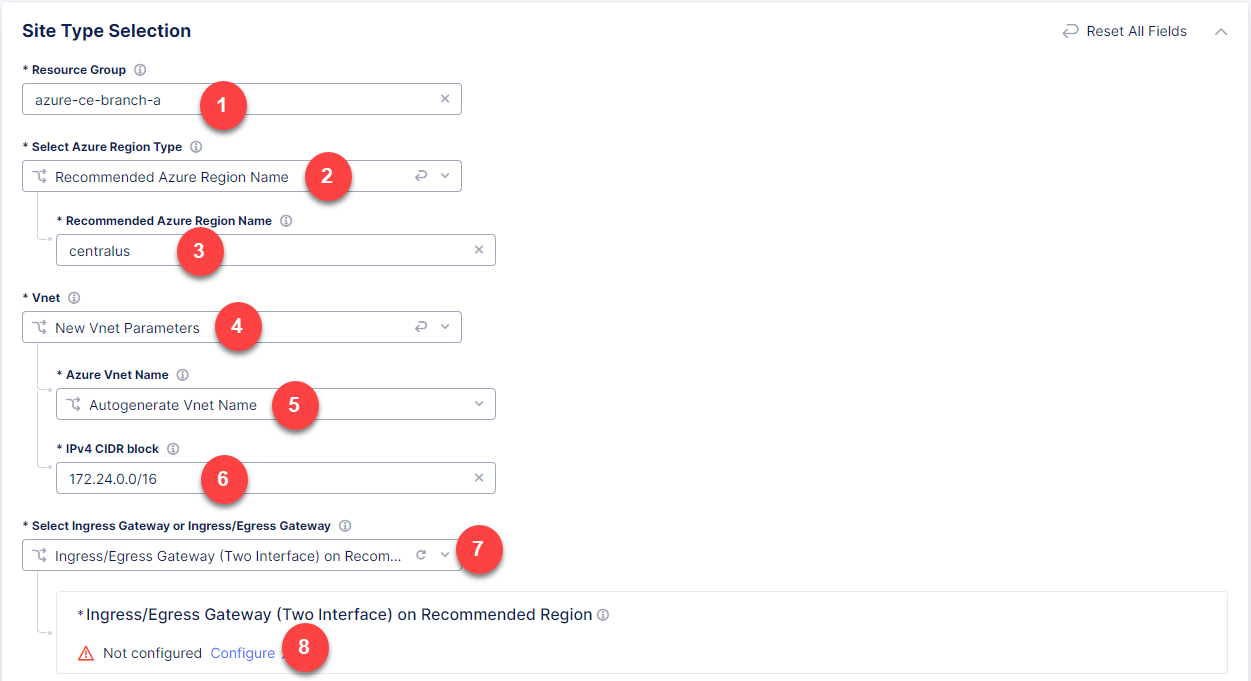 Site Type Selection
Reset All Fields
* Resource Group
azure-ce-branch-a
1
* Select Azure Region Type
Recommended Azure Region Name
2
* Recommended Azure Region Name
centralus
3
* Vnet
New Vnet Parameters
4
* Azure Vnet Name
Autogenerate Vnet Name
5
* IPv4 CIDR block
172.24.0.0/16
6
* Select Ingress Gateway or Ingress/Egress Gateway
Ingress/Egress Gateway (Two Interface) on Recom...
7
* Ingress/Egress Gateway (Two Interface) on Recommended Region
Not configured Configure
8